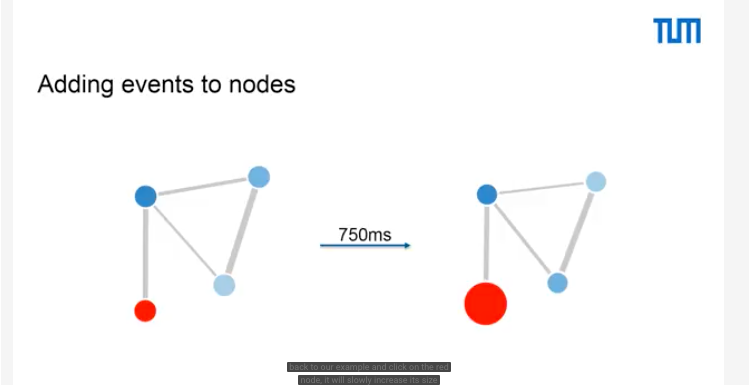 TUM
Adding events to nodes
750ms
back to our example and click on the red
node, it will slowly increase its size